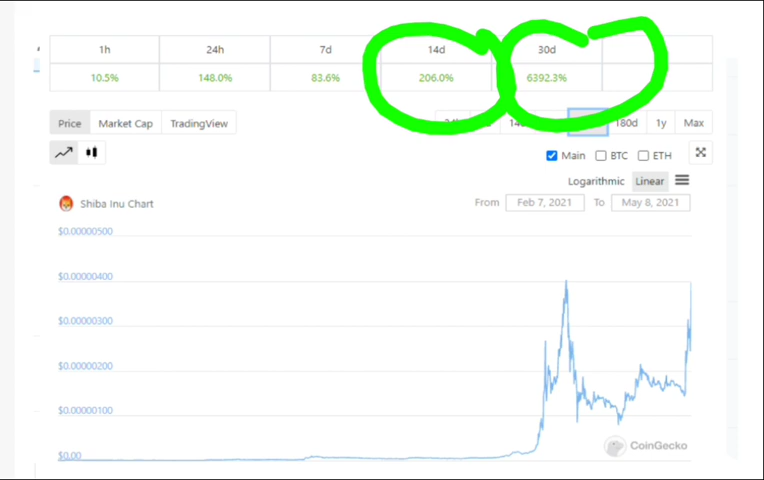 1h 24h 7d 14d 30d
10.5% 148.0% 83.6% 206.0% 6392.3%
Price Market Cap TradingView 180d 1y Max
Main BTC ETH
Logarithmic Linear
Shiba Inu Chart From Feb 7, 2021 To May 8, 2021
$0.00000500
$0.00000400
$0.00000300
$0.00000200
$0.00000100
$0.00
CoinGecko